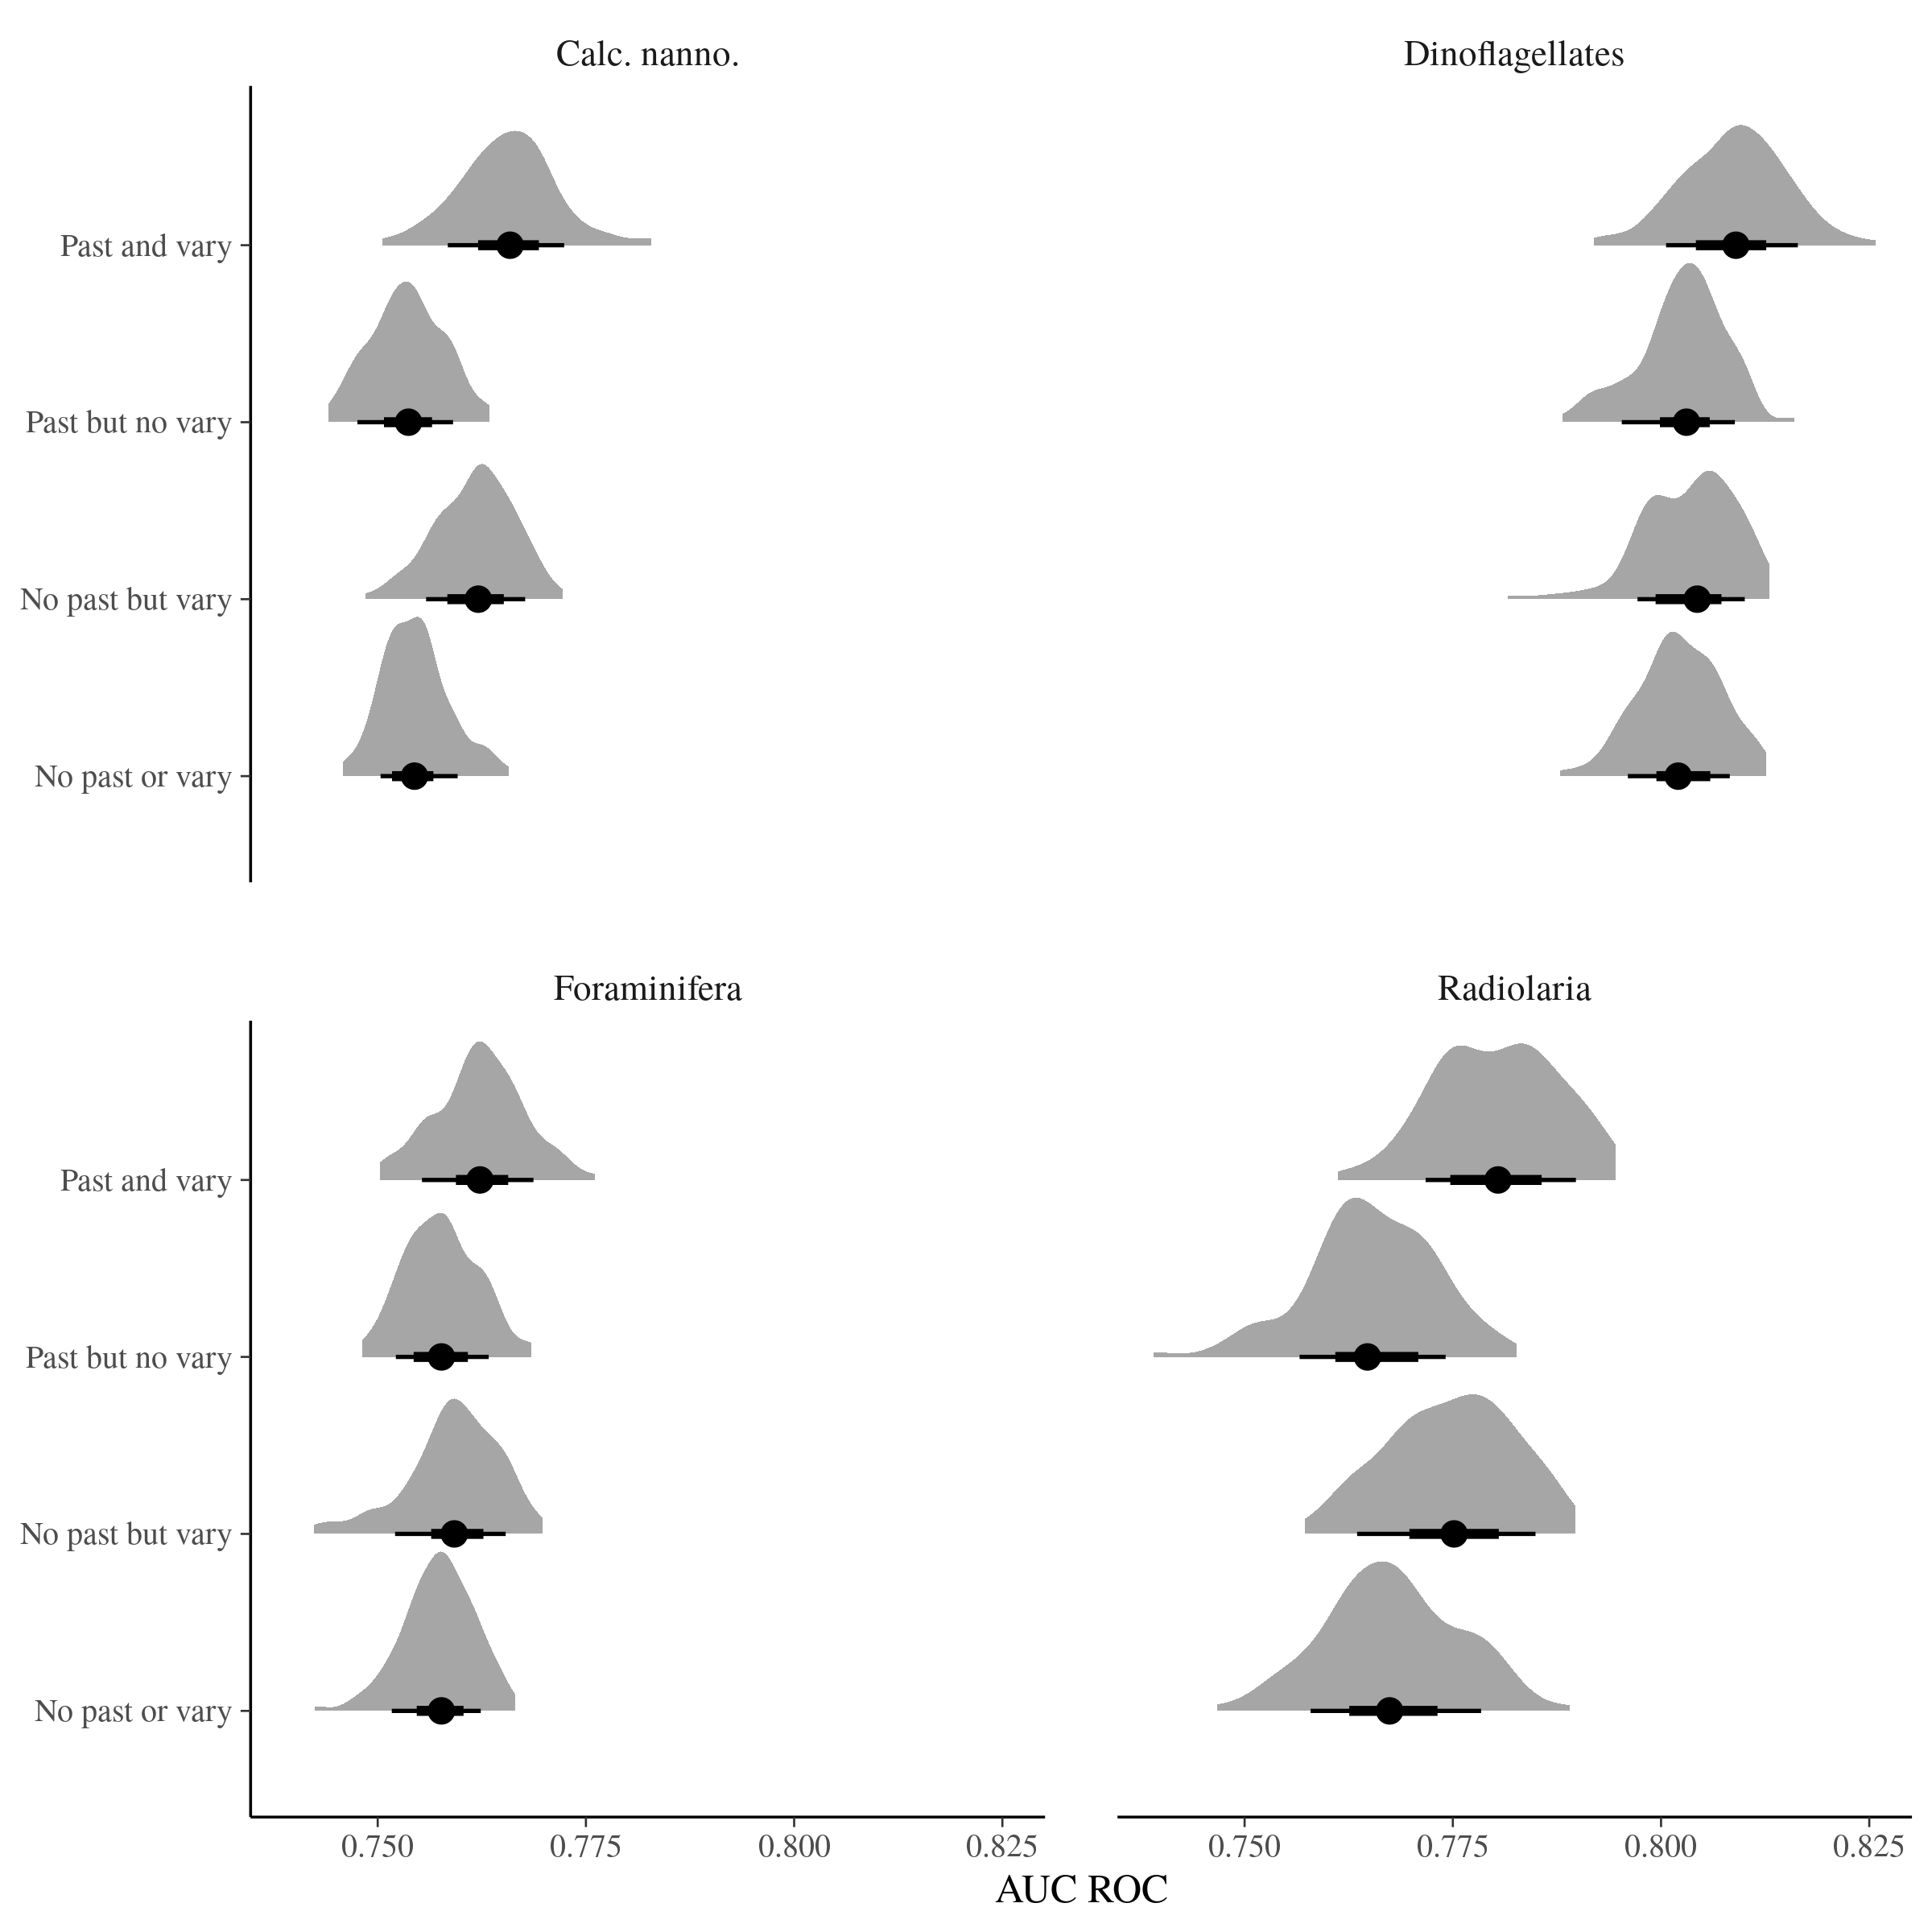 Calc. nanno.
Dinoflagellates
Past and vary
Past but no vary
No past but vary
No past or vary
Foraminifera
Radiolaria
Past and vary
Past but no vary
No past but vary
No past or vary
0.750 0.775 0.800 0.825 0.750 0.775 0.800 0.825
AUC ROC